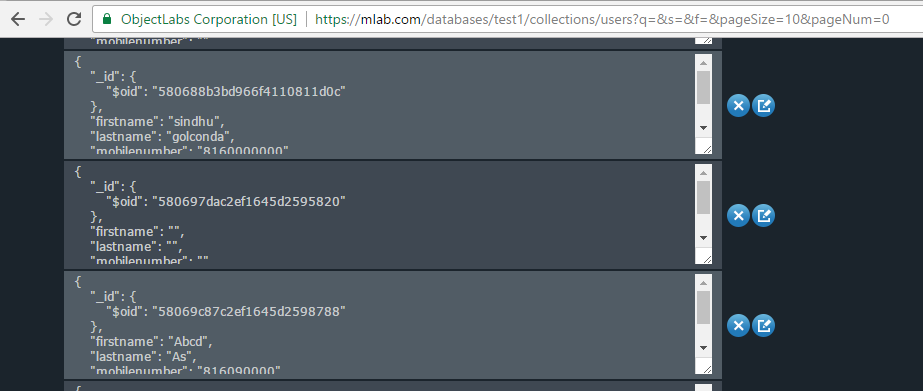 ObjectLabs Corporation [US] https://mlab.com/databases/test1/collections/users?q=&s=&f=&pageSize=10&pageNum=0
"mobilenumber": ""
{
"_id": {
"$oid": "580688b3bd966f4110811d0c"
},
"firstname": "sindhu",
"lastname": "golconda",
"mobilenumber": "8160000000"
{
"_id": {
"$oid": "580697dac2ef1645d2595820"
},
"firstname": "",
"lastname": "",
"mobilenumber": ""
{
"_id": {
"$oid": "58069c87c2ef1645d2598788"
},
"firstname": "Abcd",
"lastname": "As",
"mobilenumber": "816090000"
{